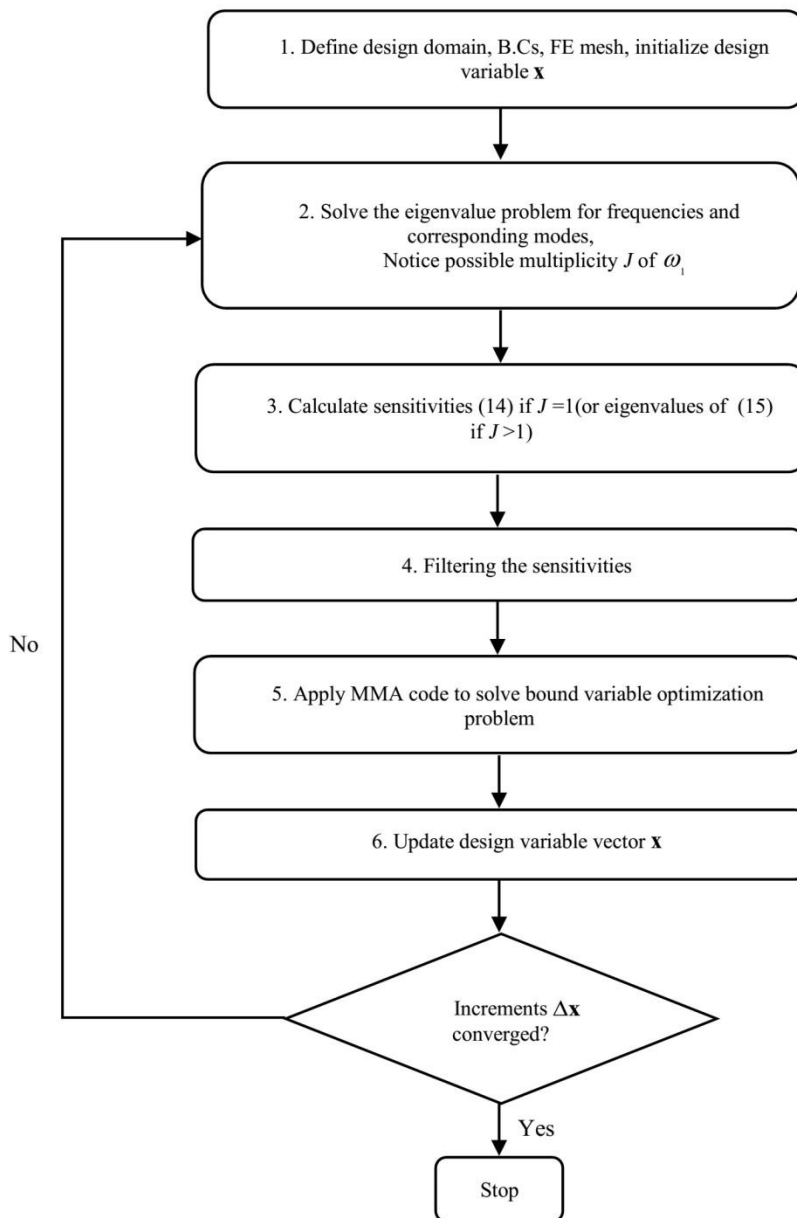 1. Define design domain, B.Cs, FE mesh, initialize design
variable x
2. Solve the eigenvalue problem for frequencies and
corresponding modes,
Notice possible multiplicity J of ω₁
3. Calculate sensitivities (14) if J =1(or eigenvalues of (15)
if J >1)
4. Filtering the sensitivities
No
5. Apply MMA code to solve bound variable optimization
problem
6. Update design variable vector x
Increments Δx
converged?
Yes
Stop